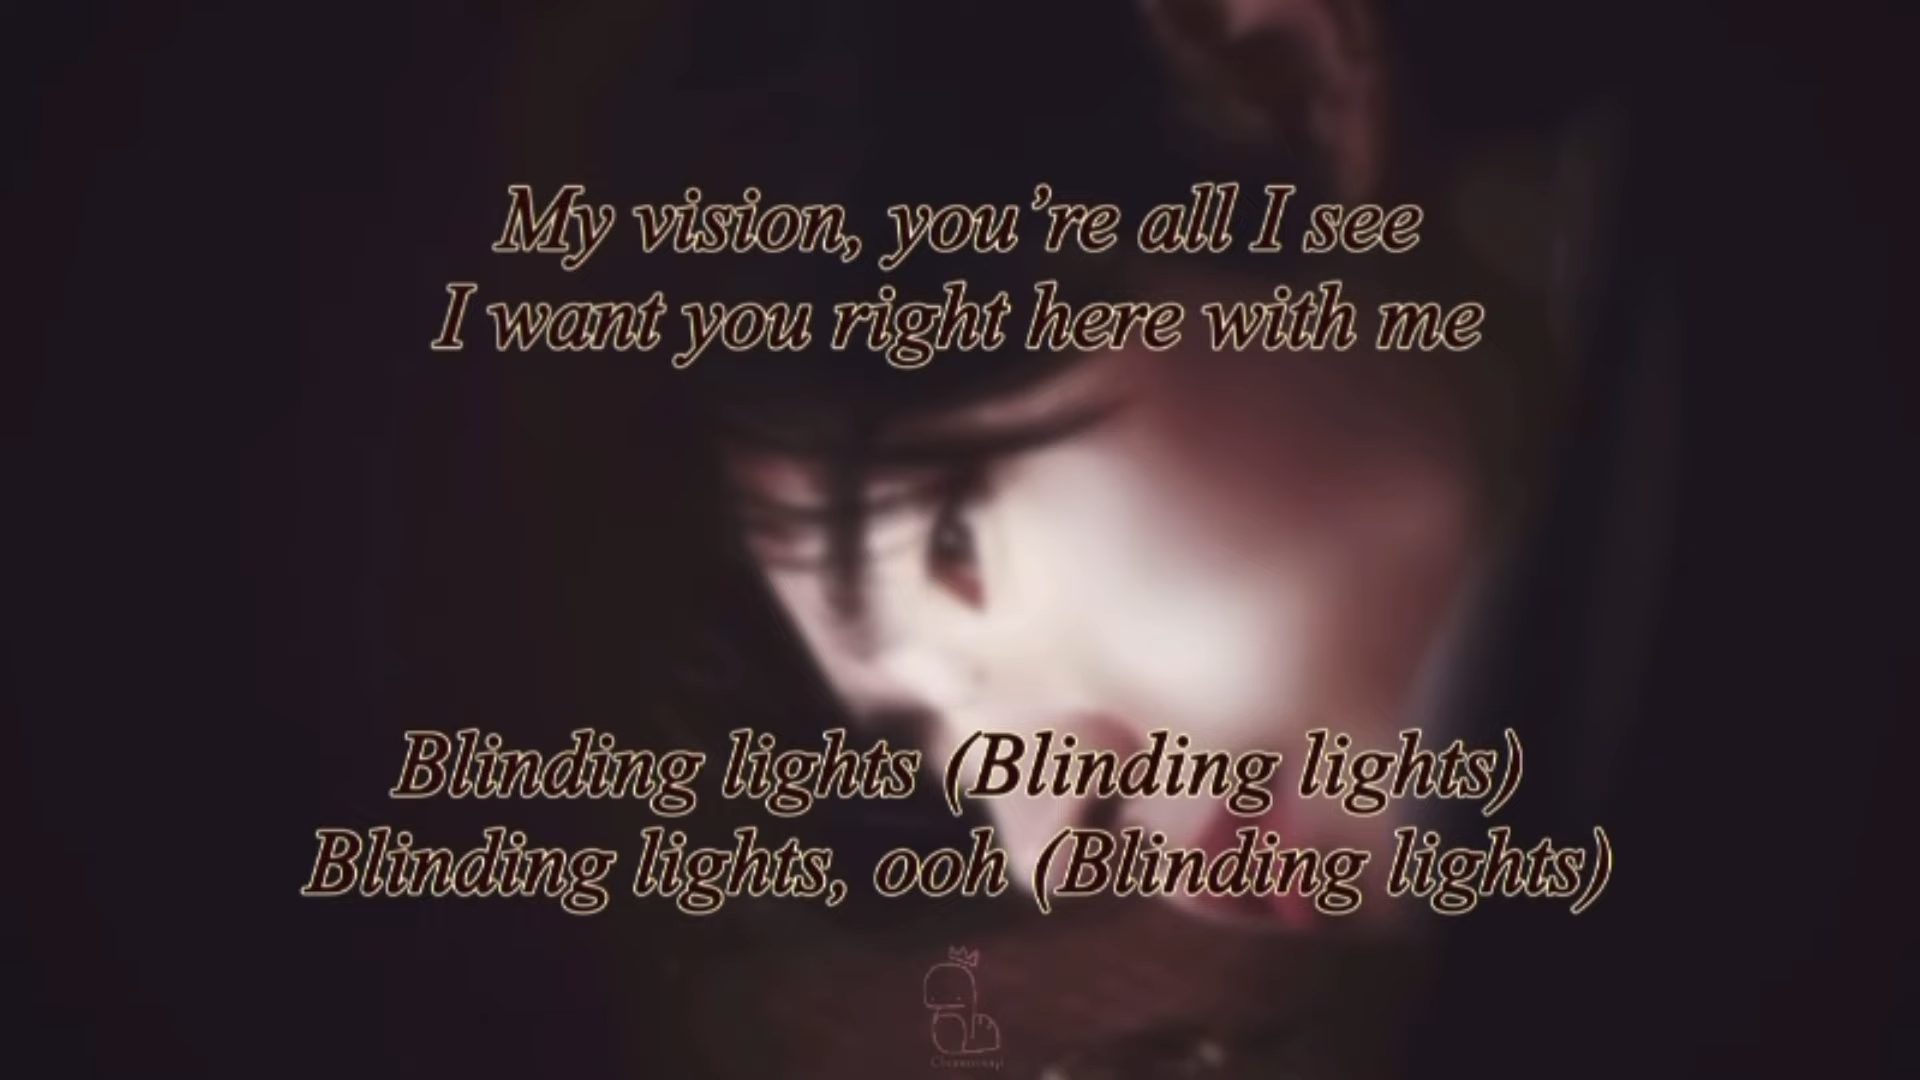 My vision, you’re all I see
I want you right here with me
Blinding lights (Blinding lights)
Blinding lights, ooh (Blinding lights)